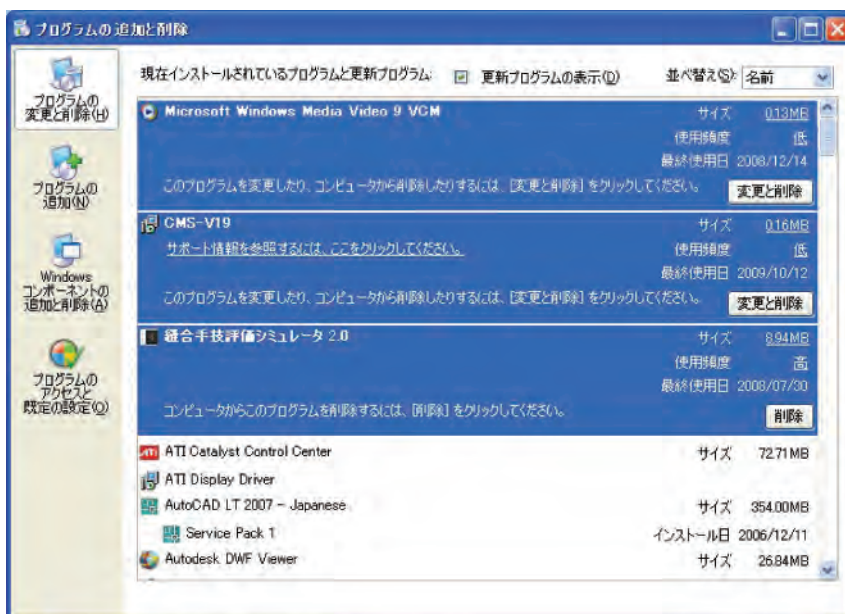 プログラムの追加と削除
プログラムの
変更と削除(H)
プログラムの
追加(N)
Windows
コンポーネントの
追加と削除(A)
プログラムの
アクセスと
既定の設定(O)
現在インストールされているプログラムと更新プログラム:
更新プログラムの表示(D)
並べ替え(S):
名前
Microsoft Windows Media Video 9 VCM
サイズ 0.13MB
使用頻度 低
最終使用日 2008/12/14
このプログラムを変更したり、コンピュータから削除したりするには、[変更と削除] をクリックしてください。
変更と削除
CMS-V19
サイズ 0.16MB
サポート情報を参照するには、ここをクリックしてください。
使用頻度 低
最終使用日 2009/10/12
このプログラムを変更したり、コンピュータから削除したりするには、[変更と削除] をクリックしてください。
変更と削除
縫合手技評価シミュレータ 2.0
サイズ 8.94MB
使用頻度 高
最終使用日 2008/07/30
コンピュータからこのプログラムを削除するには、[削除] をクリックしてください。
削除
ATI Catalyst Control Center
サイズ 72.71MB
ATI Display Driver
AutoCAD LT 2007 - Japanese
サイズ 354.00MB
Service Pack 1
インストール日 2006/12/11
Autodesk DWF Viewer
サイズ 26.84MB